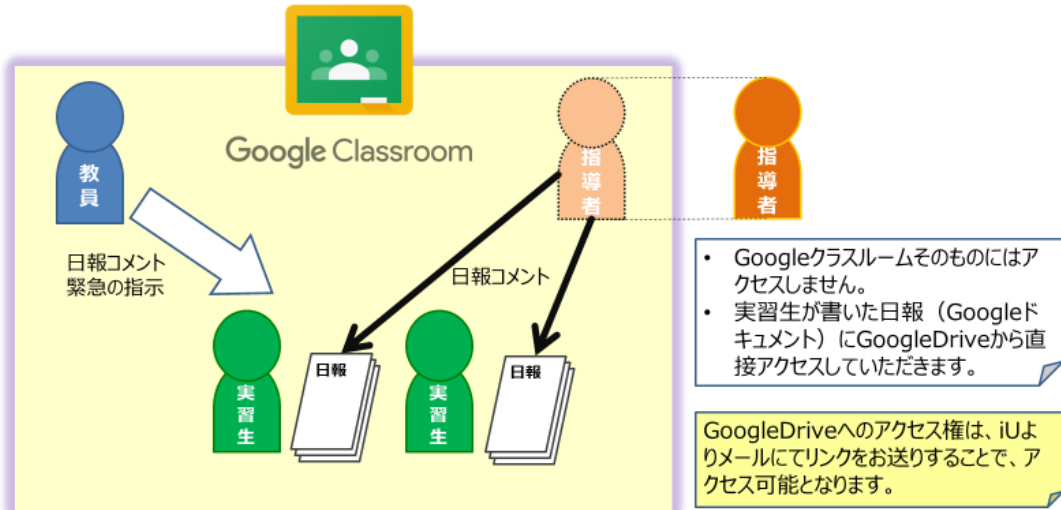 Google Classroom
教員
指導者
指導者
日報コメント
緊急の指示
日報コメント
実習生
日報
実習生
日報
• Googleクラスルームそのものにはア
クセスしません。
• 実習生が書いた日報（Googleド
キュメント）にGoogleDriveから直
接アクセスしていただきます。
GoogleDriveへのアクセス権は、iUよ
りメールにてリンクをお送りすることで、ア
クセス可能となります。